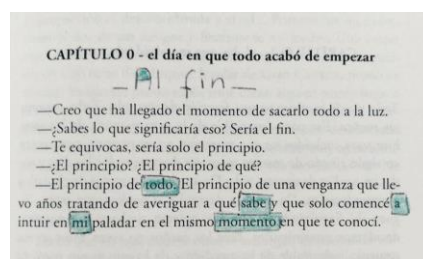 CAPÍTULO 0 - el día en que todo acabó de empezar
_Al fin_
—Creo que ha llegado el momento de sacarlo todo a la luz.
—¿Sabes lo que significaría eso? Sería el fin.
—Te equivocas, sería solo el principio.
—¿El principio? ¿El principio de qué?
—El principio de todo. El principio de una venganza que lle-
vo años tratando de averiguar a qué sabe y que solo comencé a
intuir en mi paladar en el mismo momento en que te conocí.